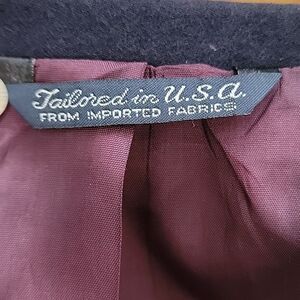 Tailored in U.S.a.
FROM IMPORTED FABRICS